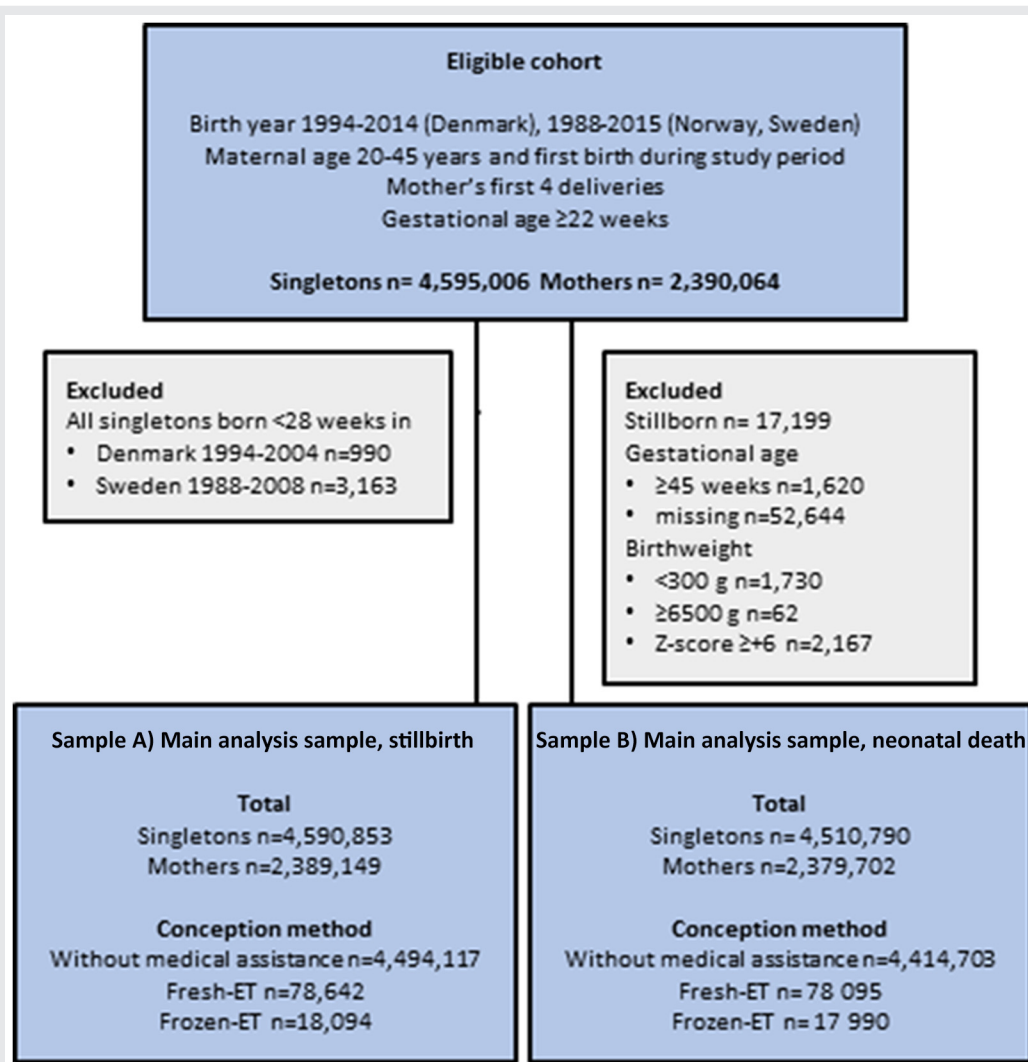 Eligible cohort
Birth year 1994-2014 (Denmark), 1988-2015 (Norway, Sweden)
Maternal age 20-45 years and first birth during study period
Mother's first 4 deliveries
Gestational age ≥22 weeks
Singletons n= 4,595,006 Mothers n= 2,390,064
Excluded
All singletons born <28 weeks in
• Denmark 1994-2004 n=990
• Sweden 1988-2008 n=3,163
Excluded
Stillborn n= 17,199
Gestational age
• ≥45 weeks n=1,620
• missing n=52,644
Birthweight
• <300 g n=1,730
• ≥6500 g n=62
• Z-score ≥+6 n=2,167
Sample A) Main analysis sample, stillbirth
Total
Singletons n=4,590,853
Mothers n=2,389,149
Conception method
Without medical assistance n=4,494,117
Fresh-ET n=78,642
Frozen-ET n=18,094
Sample B) Main analysis sample, neonatal death
Total
Singletons n=4,510,790
Mothers n=2,379,702
Conception method
Without medical assistance n=4,414,703
Fresh-ET n= 78 095
Frozen-ET n= 17 990